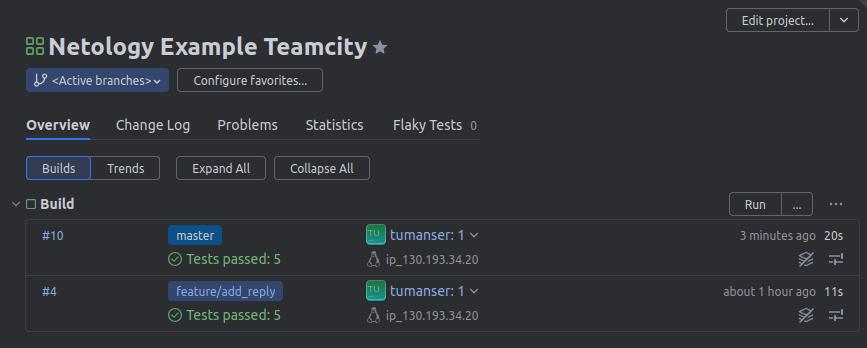 Edit project...
Netology Example Teamcity
<Active branches>
Configure favorites...
Overview Change Log Problems Statistics Flaky Tests 0
Builds Trends Expand All Collapse All
Build Run ... ...
#10 master TU tumanser: 1 3 minutes ago 20s
Tests passed: 5 ip_130.193.34.20
#4 feature/add_reply TU tumanser: 1 about 1 hour ago 11s
Tests passed: 5 ip_130.193.34.20